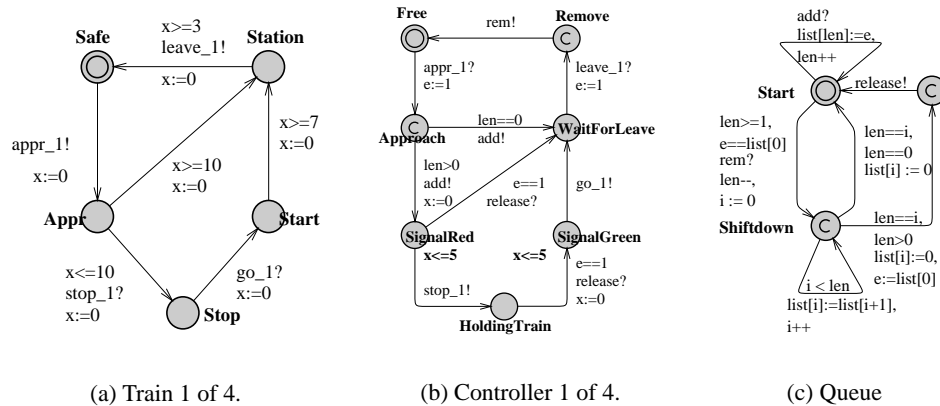 x>=3
leave_1!
Safe
Station
x:=0
x>=7
x:=0
appr_1!
x:=0
x>=10
x:=0
Appr
Start
x<=10
stop_1?
x:=0
go_1?
x:=0
Stop
(a) Train 1 of 4.
Free
rem!
Remove
C
appr_1?
e:=1
leave_1?
e:=1
C
len==0
add!
Approach
WaitForLeave
len>0
add!
x:=0
e==1
release?
go_1!
SignalRed
x<=5
SignalGreen
x<=5
stop_1!
e==1
release?
x:=0
HoldingTrain
(b) Controller 1 of 4.
add?
list[len]:=e,
len++
Start
release!
C
len>=1,
e==list[0]
rem?
len--,
i := 0
len==i,
len==0
list[i] := 0
Shiftdown
C
len==i,
len>0
list[i]:=0,
e:=list[0]
i < len
list[i]:=list[i+1],
i++
(c) Queue